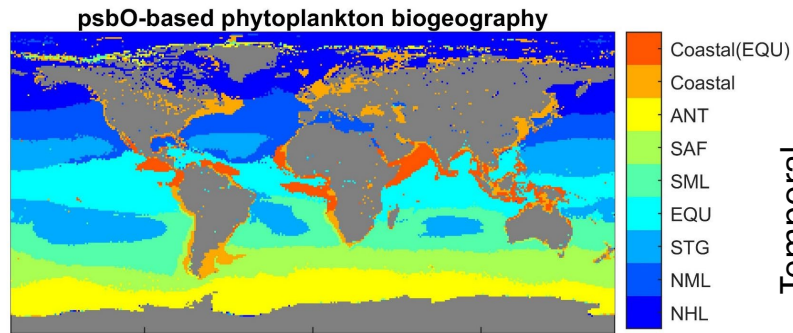 psbO-based phytoplankton biogeography
Coastal(EQU)
Coastal
ANT
SAF
SML
EQU
STG
NML
NHL
Temporal